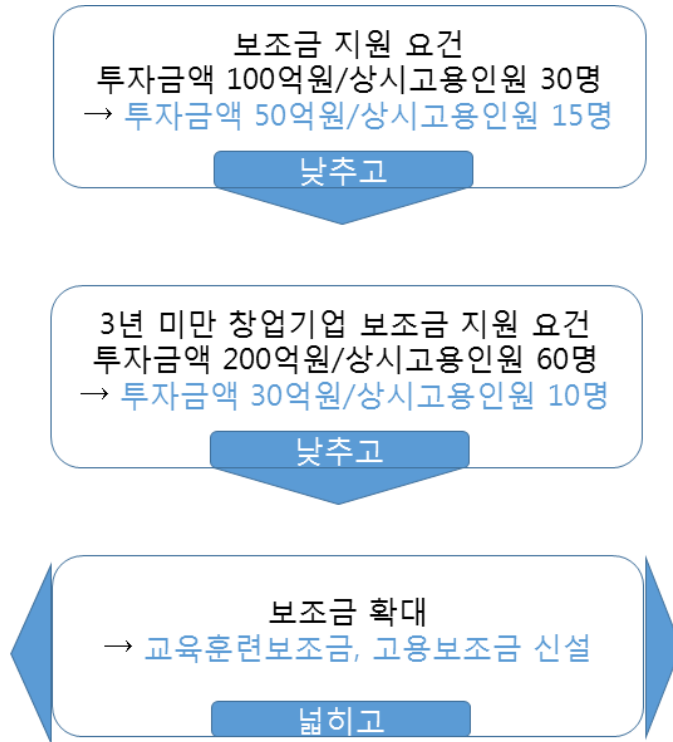 보조금 지원 요건
투자금액 100억원/상시고용인원 30명
→ 투자금액 50억원/상시고용인원 15명
낮추고
3년 미만 창업기업 보조금 지원 요건
투자금액 200억원/상시고용인원 60명
→ 투자금액 30억원/상시고용인원 10명
낮추고
보조금 확대
→ 교육훈련보조금, 고용보조금 신설
넓히고